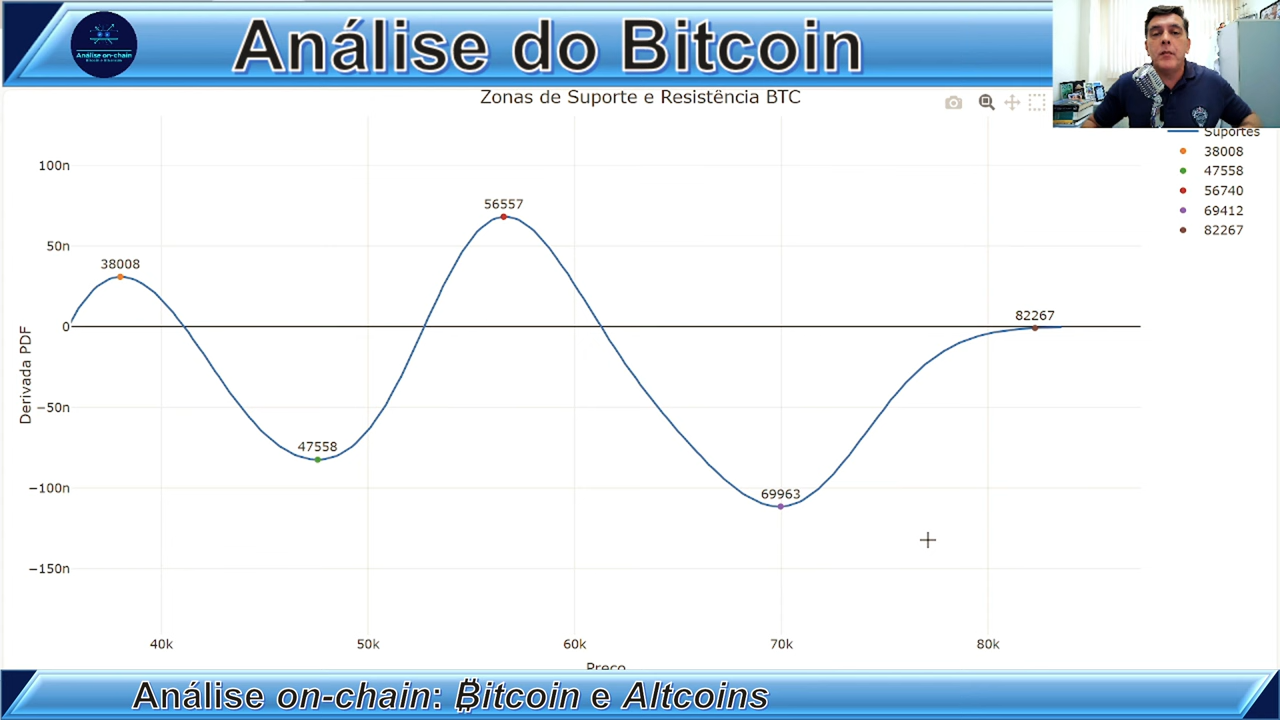 Análise do Bitcoin
Análise on-chain
Zonas de Suporte e Resistência BTC
Suportes
38008
47558
56740
69412
82267
100n
50n
0
−50n
−100n
−150n
Derivada PDF
38008
47558
56557
69963
82267
40k
50k
60k
70k
80k
Preço
Análise on-chain: ₿itcoin e Altcoins